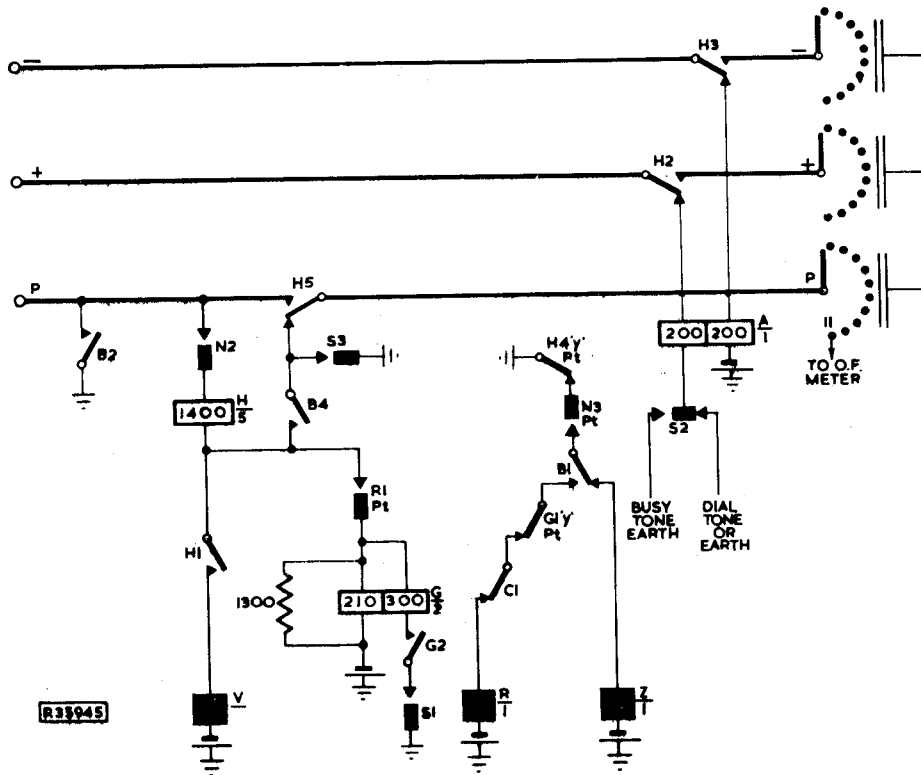 H3
−
−
H2
+
+
P
H5
P
B2
N2
S3
H4'Y'
Pt
200
200
A
1
11
TO O.F.
METER
1400
H
5
B4
N3
Pt
S2
R1
Pt
B1
BUSY
TONE
EARTH
DIAL
TONE
OR
EARTH
H1
G1'Y'
Pt
1300
210
300
G
C1
G2
V
1
S1
R
1
Z
1
R35945